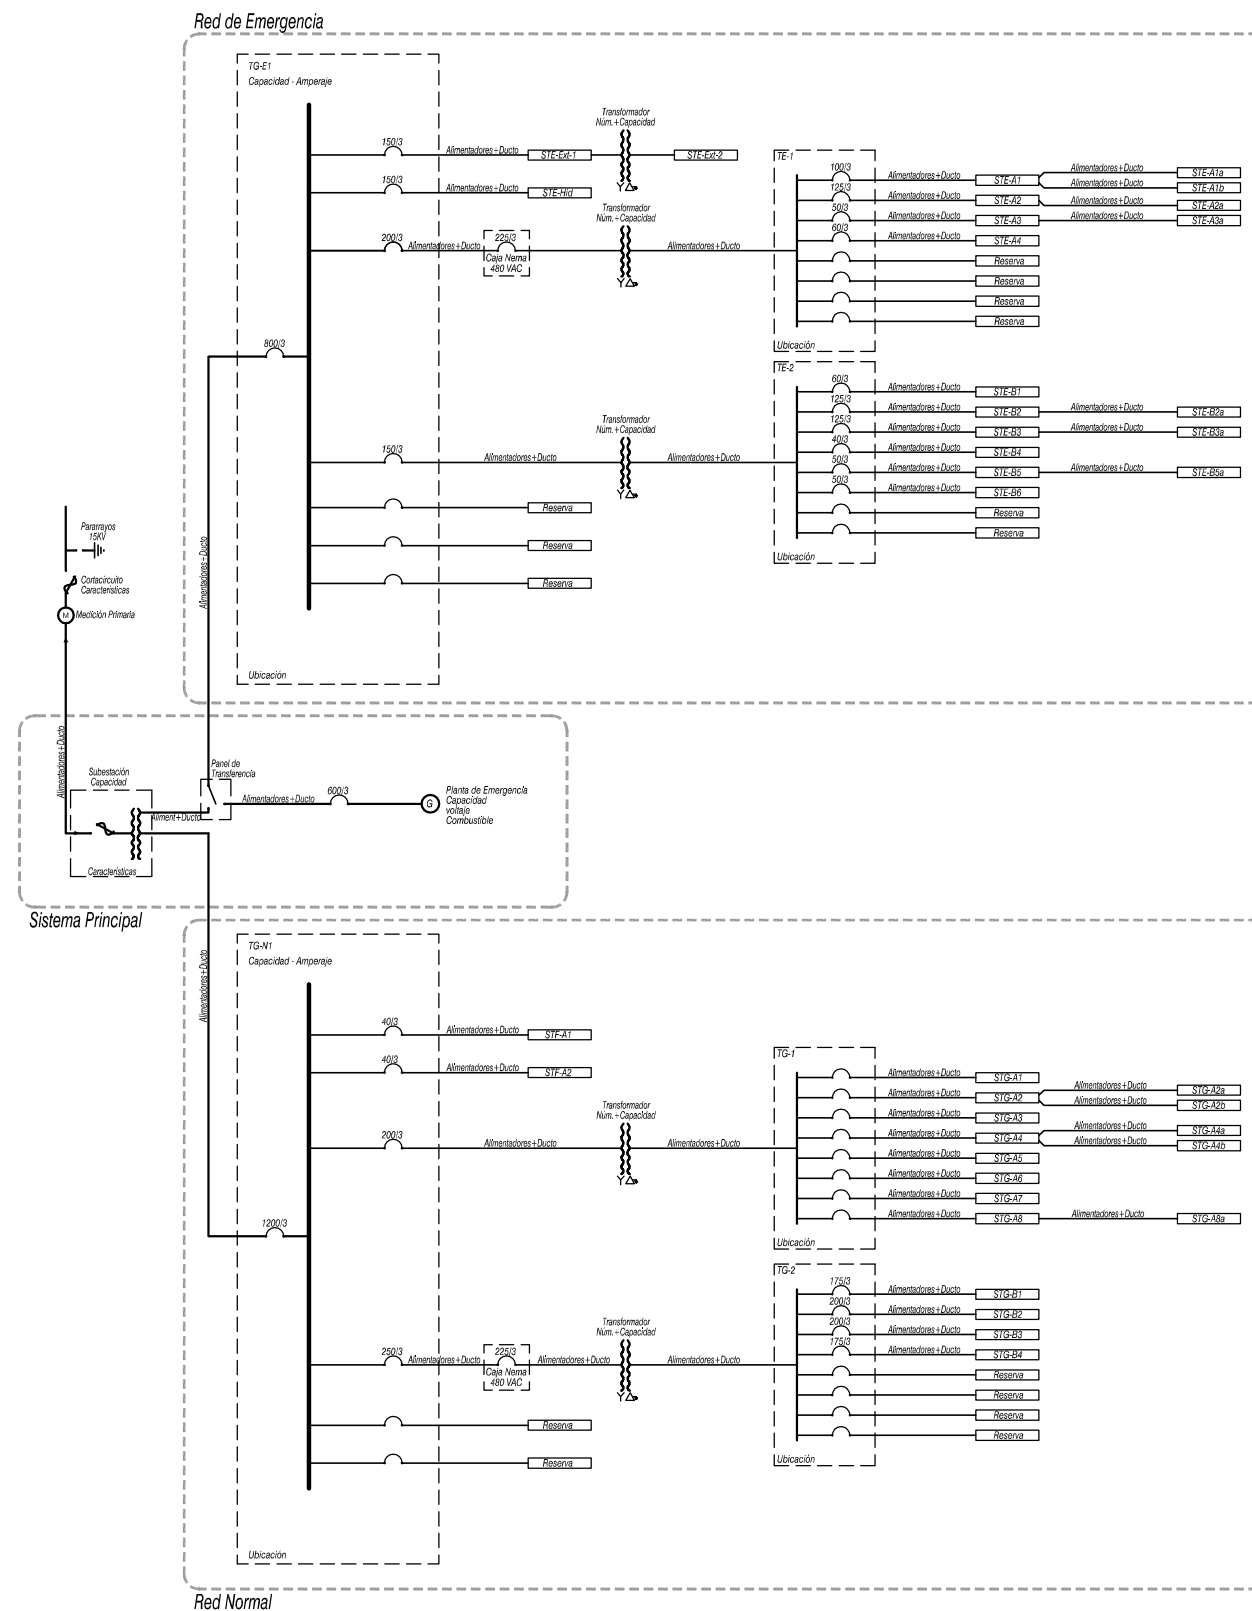 Red de Emergencia
TG-E1
Capacidad - Amperaje
Transformador
Núm.+Capacidad
150/3
Alimentadores+Ducto
STE-Ext-1
STE-Ext-2
150/3
Alimentadores+Ducto
STE-Hid
Transformador
Núm.+Capacidad
200/3
Alimentadores+Ducto
225/3
Caja Nema
480 VAC
Alimentadores+Ducto
TE-1
100/3
Alimentadores+Ducto
STE-A1
Alimentadores+Ducto
STE-A1a
Alimentadores+Ducto
STE-A1b
125/3
Alimentadores+Ducto
STE-A2
Alimentadores+Ducto
STE-A2a
50/3
Alimentadores+Ducto
STE-A3
Alimentadores+Ducto
STE-A3a
60/3
Alimentadores+Ducto
STE-A4
Reserva
Reserva
Reserva
Reserva
Ubicación
800/3
TE-2
60/3
Alimentadores+Ducto
STE-B1
125/3
Alimentadores+Ducto
STE-B2
Alimentadores+Ducto
STE-B2a
125/3
Alimentadores+Ducto
STE-B3
Alimentadores+Ducto
STE-B3a
40/3
Alimentadores+Ducto
STE-B4
50/3
Alimentadores+Ducto
STE-B5
Alimentadores+Ducto
STE-B5a
50/3
Alimentadores+Ducto
STE-B6
Reserva
Reserva
Ubicación
Transformador
Núm.+Capacidad
150/3
Alimentadores+Ducto
Alimentadores+Ducto
Reserva
Reserva
Reserva
Ubicación
Alimentadores+Ducto
Pararrayos
15KV
Cortacircuito
Características
M
Medición Primaria
Alimentadores+Ducto
Subestación
Capacidad
Características
Aliment+Ducto
Panel de
Transferencia
Alimentadores+Ducto
600/3
G
Planta de Emergencia
Capacidad
voltaje
Combustible
Sistema Principal
Alimentadores+Ducto
TG-N1
Capacidad - Amperaje
40/3
Alimentadores+Ducto
STF-A1
40/3
Alimentadores+Ducto
STF-A2
Transformador
Núm.+Capacidad
200/3
Alimentadores+Ducto
Alimentadores+Ducto
TG-1
Alimentadores+Ducto
STG-A1
Alimentadores+Ducto
STG-A2
Alimentadores+Ducto
STG-A2a
Alimentadores+Ducto
STG-A2b
Alimentadores+Ducto
STG-A3
Alimentadores+Ducto
STG-A4
Alimentadores+Ducto
STG-A4a
Alimentadores+Ducto
STG-A4b
Alimentadores+Ducto
STG-A5
Alimentadores+Ducto
STG-A6
Alimentadores+Ducto
STG-A7
Alimentadores+Ducto
STG-A8
Alimentadores+Ducto
STG-A8a
Ubicación
1200/3
TG-2
175/3
Alimentadores+Ducto
STG-B1
200/3
Alimentadores+Ducto
STG-B2
200/3
Alimentadores+Ducto
STG-B3
175/3
Alimentadores+Ducto
STG-B4
Reserva
Reserva
Reserva
Reserva
Ubicación
Transformador
Núm.+Capacidad
250/3
Alimentadores+Ducto
225/3
Caja Nema
480 VAC
Alimentadores+Ducto
Alimentadores+Ducto
Reserva
Reserva
Ubicación
Red Normal